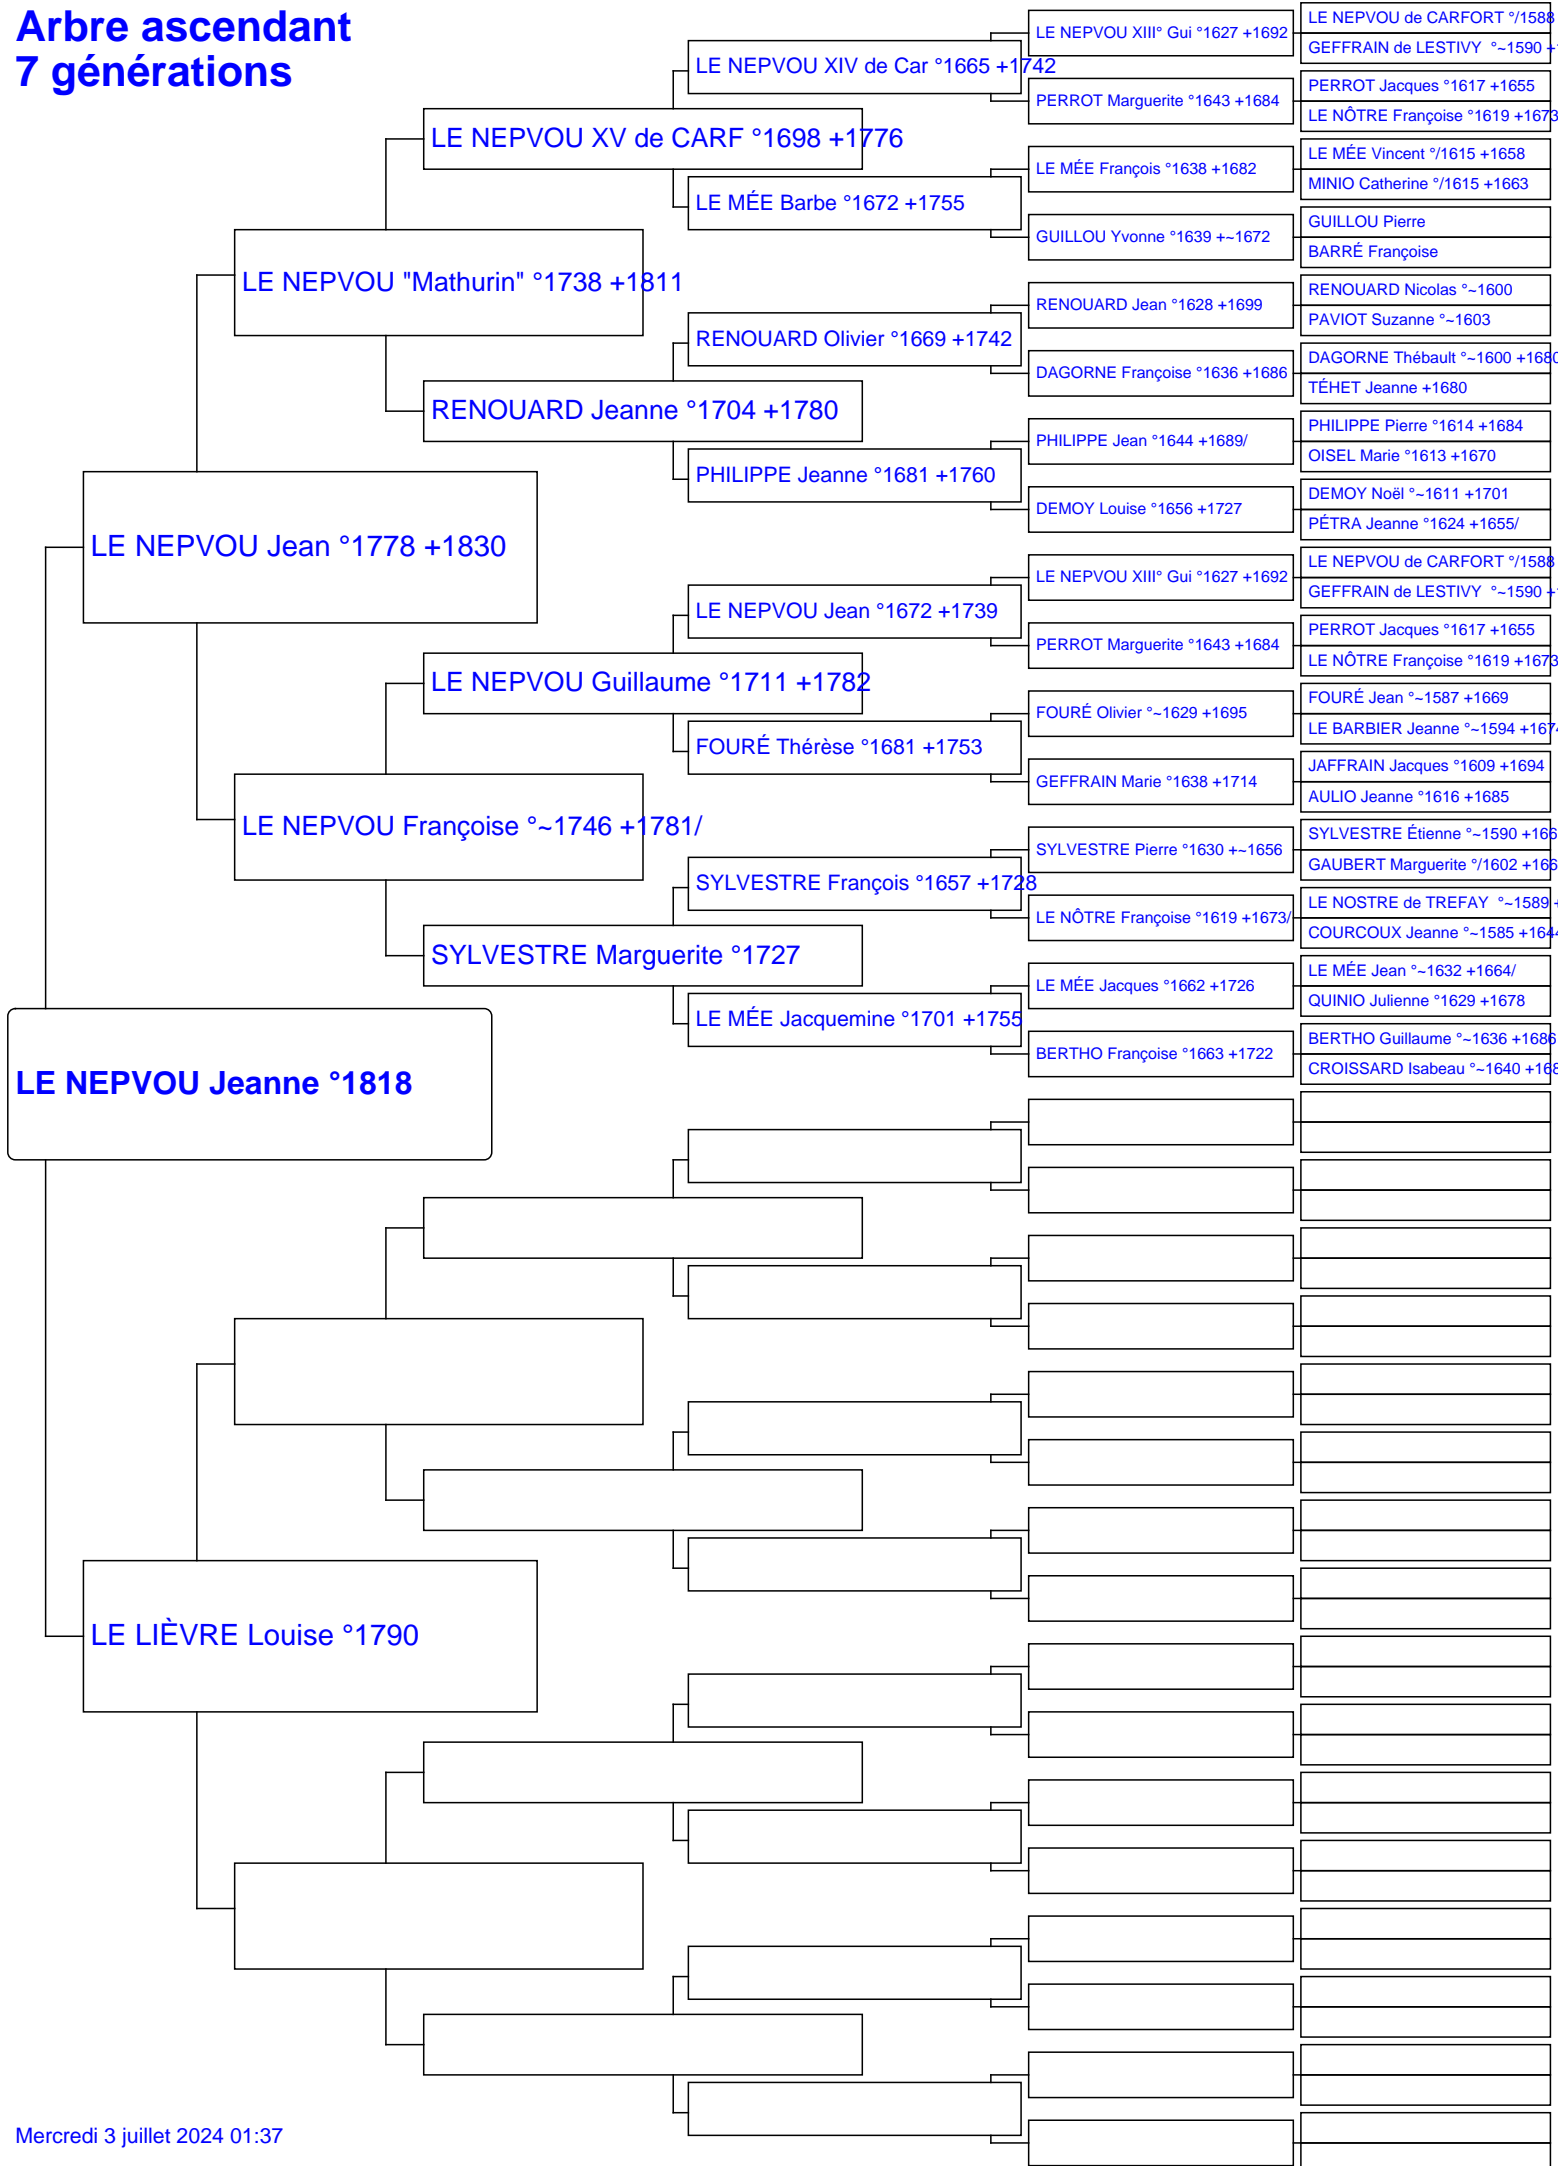 Arbre ascendant
7 générations
LE NEPVOU Jeanne °1818
LE NEPVOU Jean °1778 +1830
LE LIÈVRE Louise °1790
LE NEPVOU "Mathurin" °1738 +1811
LE NEPVOU Françoise °~1746 +1781/
LE NEPVOU XV de CARF °1698 +1776
RENOUARD Jeanne °1704 +1780
LE NEPVOU Guillaume °1711 +1782
SYLVESTRE Marguerite °1727
LE NEPVOU XIV de Car °1665 +1742
LE MÉE Barbe °1672 +1755
RENOUARD Olivier °1669 +1742
PHILIPPE Jeanne °1681 +1760
LE NEPVOU Jean °1672 +1739
FOURÉ Thérèse °1681 +1753
SYLVESTRE François °1657 +1728
LE MÉE Jacquemine °1701 +1755
LE NEPVOU XIII° Gui °1627 +1692
PERROT Marguerite °1643 +1684
LE MÉE François °1638 +1682
GUILLOU Yvonne °1639 +~1672
RENOUARD Jean °1628 +1699
DAGORNE Françoise °1636 +1686
PHILIPPE Jean °1644 +1689/
DEMOY Louise °1656 +1727
LE NEPVOU XIII° Gui °1627 +1692
PERROT Marguerite °1643 +1684
FOURÉ Olivier °~1629 +1695
GEFFRAIN Marie °1638 +1714
SYLVESTRE Pierre °1630 +~1656
LE NÔTRE Françoise °1619 +1673/
LE MÉE Jacques °1662 +1726
BERTHO Françoise °1663 +1722
LE NEPVOU de CARFORT °/1588
GEFFRAIN de LESTIVY °~1590 +
PERROT Jacques °1617 +1655
LE NÔTRE Françoise °1619 +1673
LE MÉE Vincent °/1615 +1658
MINIO Catherine °/1615 +1663
GUILLOU Pierre
BARRÉ Françoise
RENOUARD Nicolas °~1600
PAVIOT Suzanne °~1603
DAGORNE Thébault °~1600 +1680
TÉHET Jeanne +1680
PHILIPPE Pierre °1614 +1684
OISEL Marie °1613 +1670
DEMOY Noël °~1611 +1701
PÉTRA Jeanne °1624 +1655/
LE NEPVOU de CARFORT °/1588
GEFFRAIN de LESTIVY °~1590 +
PERROT Jacques °1617 +1655
LE NÔTRE Françoise °1619 +1673
FOURÉ Jean °~1587 +1669
LE BARBIER Jeanne °~1594 +1674
JAFFRAIN Jacques °1609 +1694
AULIO Jeanne °1616 +1685
SYLVESTRE Étienne °~1590 +166
GAUBERT Marguerite °/1602 +166
LE NOSTRE de TREFAY °~1589 +
COURCOUX Jeanne °~1585 +1644
LE MÉE Jean °~1632 +1664/
QUINIO Julienne °1629 +1678
BERTHO Guillaume °~1636 +1686
CROISSARD Isabeau °~1640 +168
Mercredi 3 juillet 2024 01:37